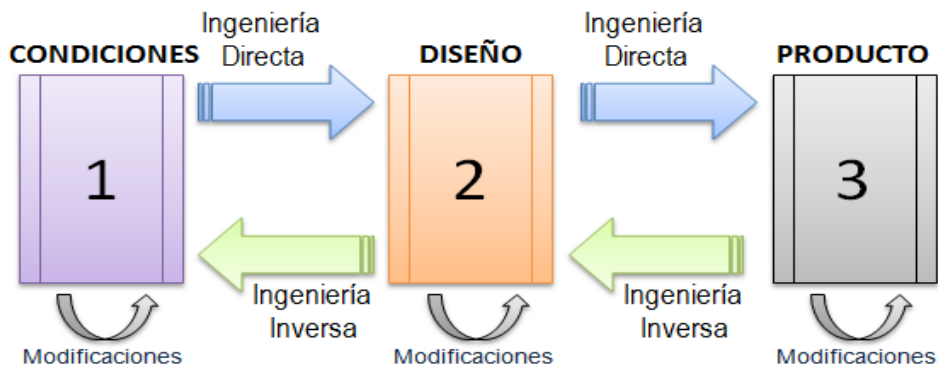 Ingeniería
Directa
Ingeniería
Directa
CONDICIONES
DISEÑO
PRODUCTO
1
2
3
Ingeniería
Inversa
Ingeniería
Inversa
Modificaciones
Modificaciones
Modificaciones